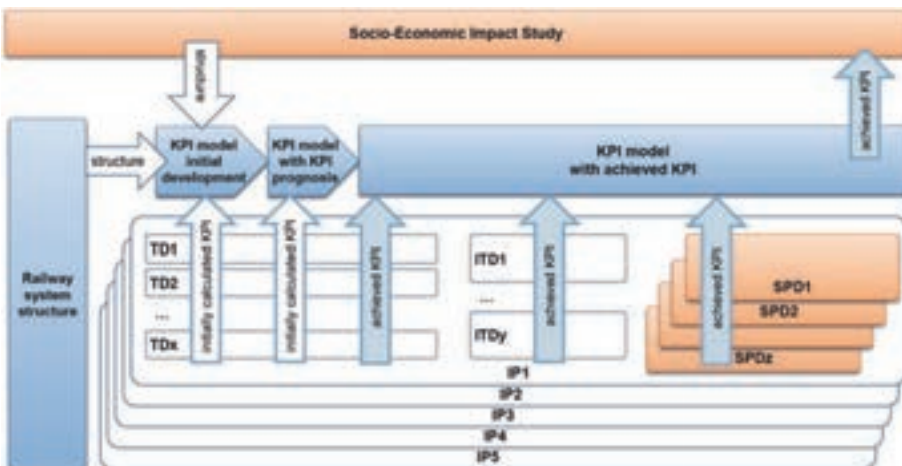 Socio-Economic Impact Study
structure
achieved KPI
Railway
system
structure
structure
KPI model
initial
development
KPI model
with KPI
prognosis
KPI model
with achieved KPI
initially calculated KPI
initially calculated KPI
achieved KPI
achieved KPI
achieved KPI
TD1
TD2
...
TDx
ITD1
...
ITDy
SPD1
SPD2
SPDz
IP1
IP2
IP3
IP4
IP5